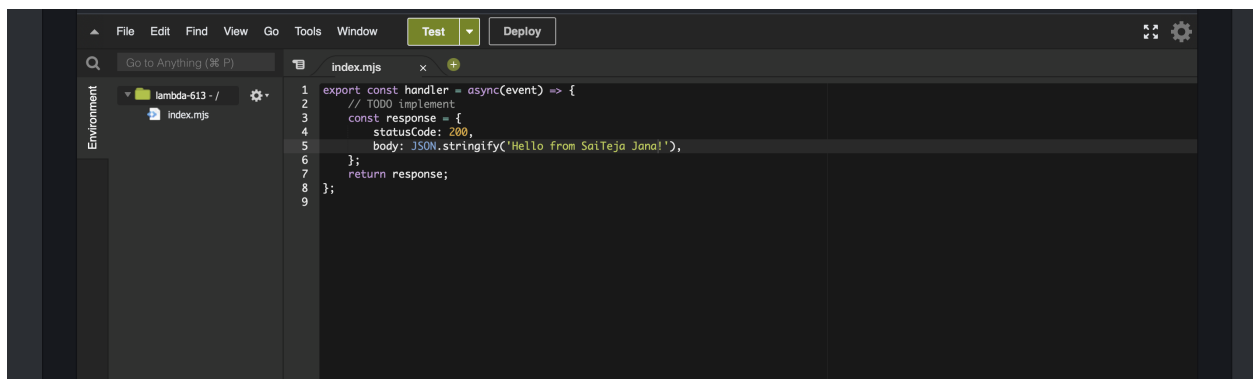 File Edit Find View Go Tools Window Test Deploy
Go to Anything (⌘ P)
index.mjs
Environment
lambda-613 - /
index.mjs
1 export const handler = async(event) => {
2     // TODO implement
3     const response = {
4         statusCode: 200,
5         body: JSON.stringify('Hello from SaiTeja Jana!'),
6     };
7     return response;
8 };
9